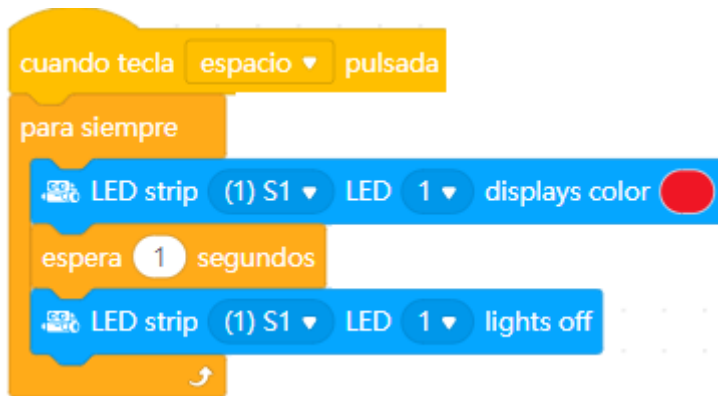 cuando tecla espacio pulsada
para siempre
LED strip (1) S1 LED 1 displays color
espera 1 segundos
LED strip (1) S1 LED 1 lights off